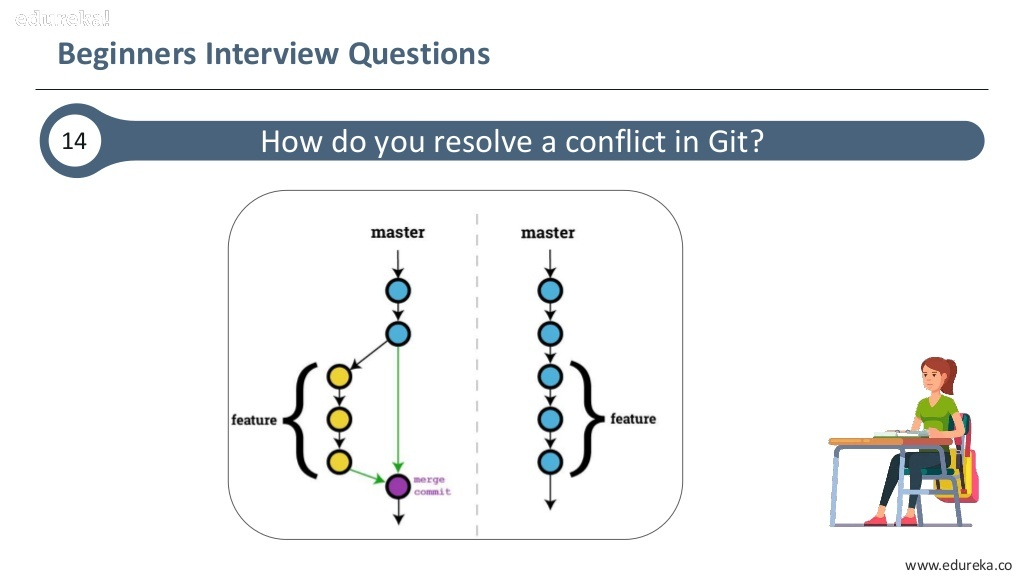 edureka!
Beginners Interview Questions
14
How do you resolve a conflict in Git?
master
master
feature
feature
merge
commit
www.edureka.co